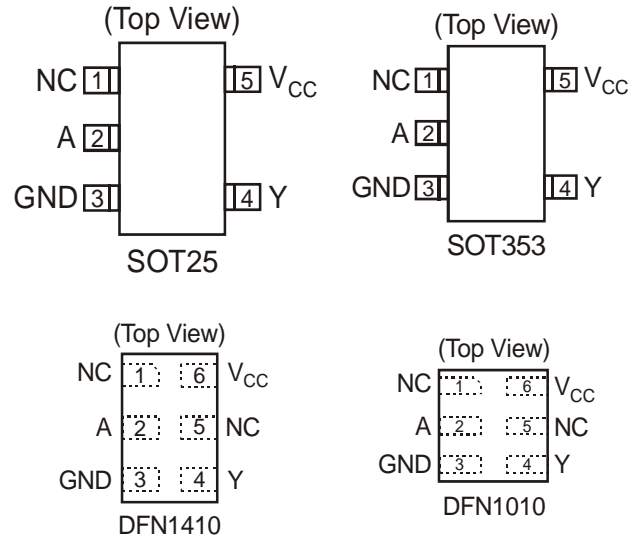 (Top View)
NC 1 5 VCC
A 2
GND 3 4 Y
SOT25
(Top View)
NC 1 5 VCC
A 2
GND 3 4 Y
SOT353
(Top View)
NC 1 6 VCC
A 2 5 NC
GND 3 4 Y
DFN1410
(Top View)
NC 1 6 VCC
A 2 5 NC
GND 3 4 Y
DFN1010